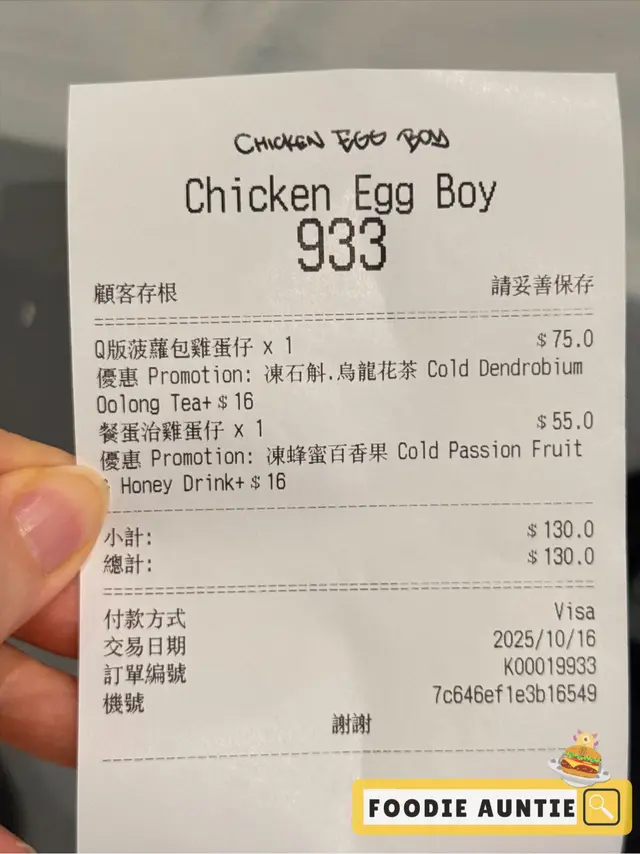 CHICKEN EGG BOY
Chicken Egg Boy
933
顧客存根 請妥善保存
Q版菠蘿包雞蛋仔 x 1 $75.0
優惠 Promotion: 凍石斛.烏龍花茶 Cold Dendrobium
Oolong Tea+$16
餐蛋治雞蛋仔 x 1 $55.0
優惠 Promotion: 凍蜂蜜百香果 Cold Passion Fruit
Honey Drink+$16
小計: $130.0
總計: $130.0
付款方式 Visa
交易日期 2025/10/16
訂單編號 K00019933
機號 7c646ef1e3b16549
謝謝
FOODIE AUNTIE